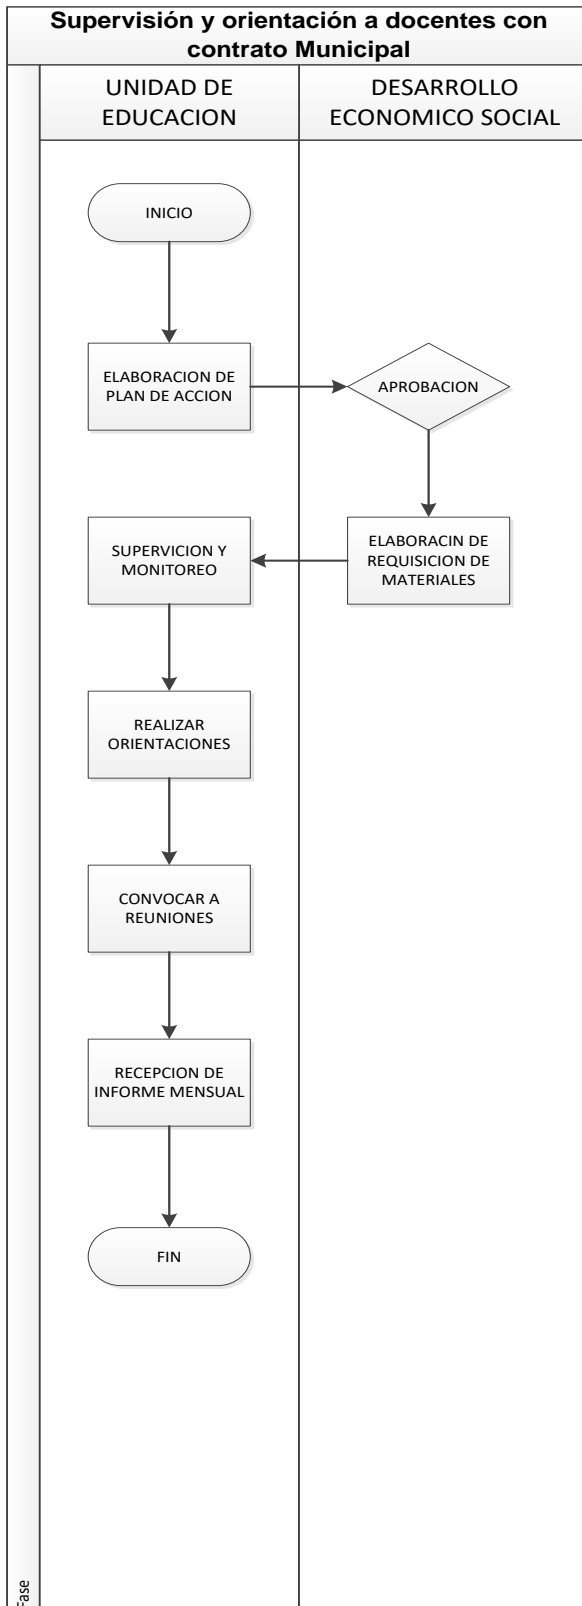 Supervisión y orientación a docentes con
contrato Municipal
UNIDAD DE
EDUCACION
DESARROLLO
ECONOMICO SOCIAL
INICIO
ELABORACION DE
PLAN DE ACCION
APROBACION
SUPERVICION Y
MONITOREO
ELABORACIN DE
REQUISICION DE
MATERIALES
REALIZAR
ORIENTACIONES
CONVOCAR A
REUNIONES
RECEPCION DE
INFORME MENSUAL
FIN
Fase